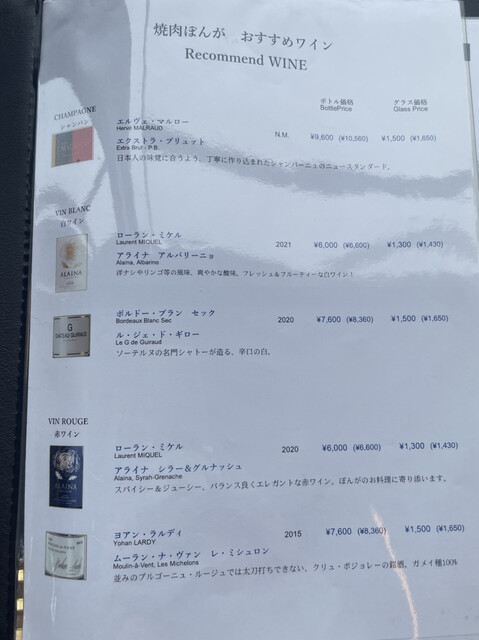 焼肉ぽんが おすすめワイン
Recommend WINE
ボトル価格 グラス価格
BottlePrice Glass Price
CHAMPAGNE
シャンパン
エルヴェ・マルロー
Hervé MALRAUD
N.M. ¥9,600 (¥10,560) ¥1,500 (¥1,650)
エクストラ・ブリュット
Extra Brut - P.B.
日本人の味覚に合うよう、丁寧に作り込まれたシャンパーニュのニュースタンダード。
VIN BLANC
白ワイン
ローラン・ミケル
Laurent MIQUEL
2021 ¥6,000 (¥6,600) ¥1,300 (¥1,430)
アライナ アルバリーニョ
Alaina, Albarino
洋ナシやリンゴ等の風味、爽やかな酸味、フレッシュ&フルーティーな白ワイン!
ALAINA
ボルドー・ブラン セック
Bordeaux Blanc Sec
2020 ¥7,600 (¥8,360) ¥1,500 (¥1,650)
ル・ジェ・ド・ギロー
Le G de Guiraud
ソーテルヌの名門シャトーが造る、辛口の白。
G
CHATEAU GUIRAUD
VIN ROUGE
赤ワイン
ローラン・ミケル
Laurent MIQUEL
2020 ¥6,000 (¥6,600) ¥1,300 (¥1,430)
アライナ シラー&グルナッシュ
Alaina, Syrah-Grenache
スパイシー&ジューシー、バランス良くエレガントな赤ワイン。ぽんがのお料理に寄り添います。
ALAINA
ヨアン・ラルディ
Yohan LARDY
2015 ¥7,600 (¥8,360) ¥1,500 (¥1,650)
ムーラン・ナ・ヴァン レ・ミシュロン
Moulin-à-Vent, Les Michelons
並みのブルゴーニュ・ルージュでは太刀打ちできない、クリュ・ボジョレーの銘酒。ガメイ種100%